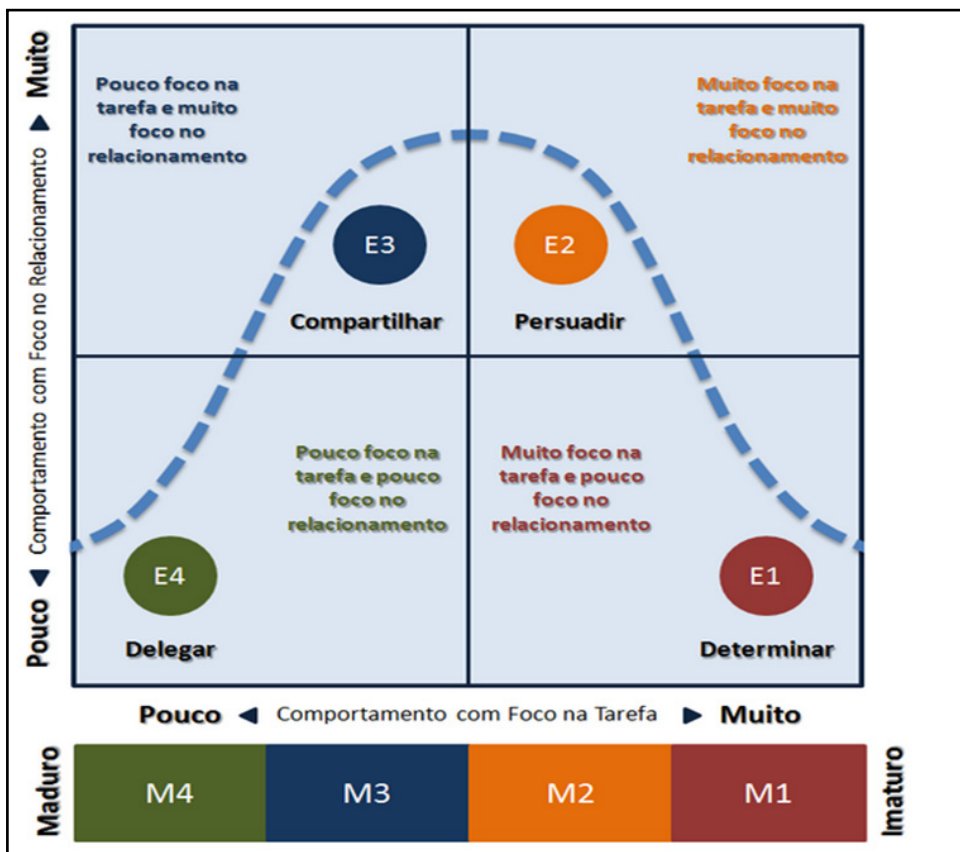 Muito
Comportamento com Foco no Relacionamento
Pouco
Pouco foco na
tarefa e muito
foco no
relacionamento
Muito foco na
tarefa e muito
foco no
relacionamento
E3
Compartilhar
E2
Persuadir
Pouco foco na
tarefa e pouco
foco no
relacionamento
Muito foco na
tarefa e pouco
foco no
relacionamento
E4
Delegar
E1
Determinar
Pouco ◄ Comportamento com Foco na Tarefa ► Muito
Maduro
M4
M3
M2
M1
Imaturo